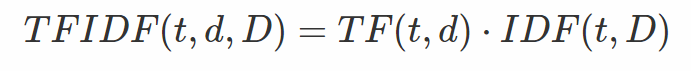 TFIDF(t, d, D) = TF(t, d) · IDF(t, D)